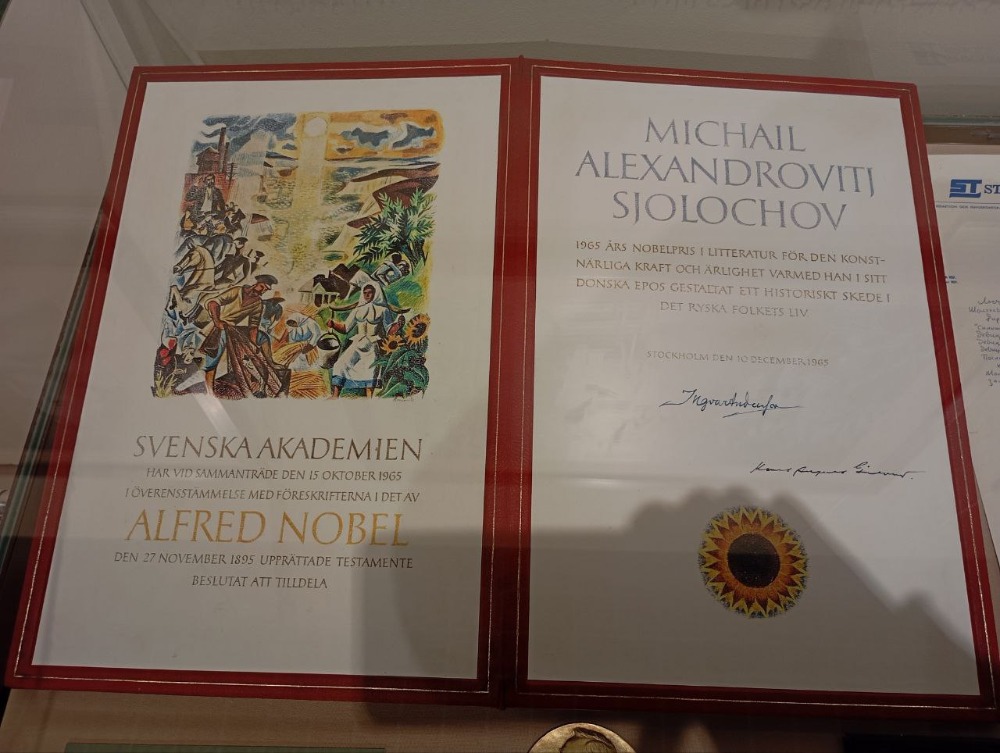 SVENSKA AKADEMIEN
HAR VID SAMMANTRÄDE DEN 15 OKTOBER 1965
I ÖVERENSSTÄMMELSE MED FÖRESKRIFTERNA I DET AV
ALFRED NOBEL
DEN 27 NOVEMBER 1895 UPPRÄTTADE TESTAMENTE
BESLUTAT ATT TILLDELA
MICHAIL
ALEXANDROVITJ
SJOLOCHOV
1965 ÅRS NOBELPRIS I LITTERATUR FÖR DEN KONST-
NÄRLIGA KRAFT OCH ÄRLIGHET VARMED HAN I SITT
DONSKA EPOS GESTALTAT ETT HISTORISKT SKEDE I
DET RYSKA FOLKETS LIV
STOCKHOLM DEN 10 DECEMBER 1965
ST